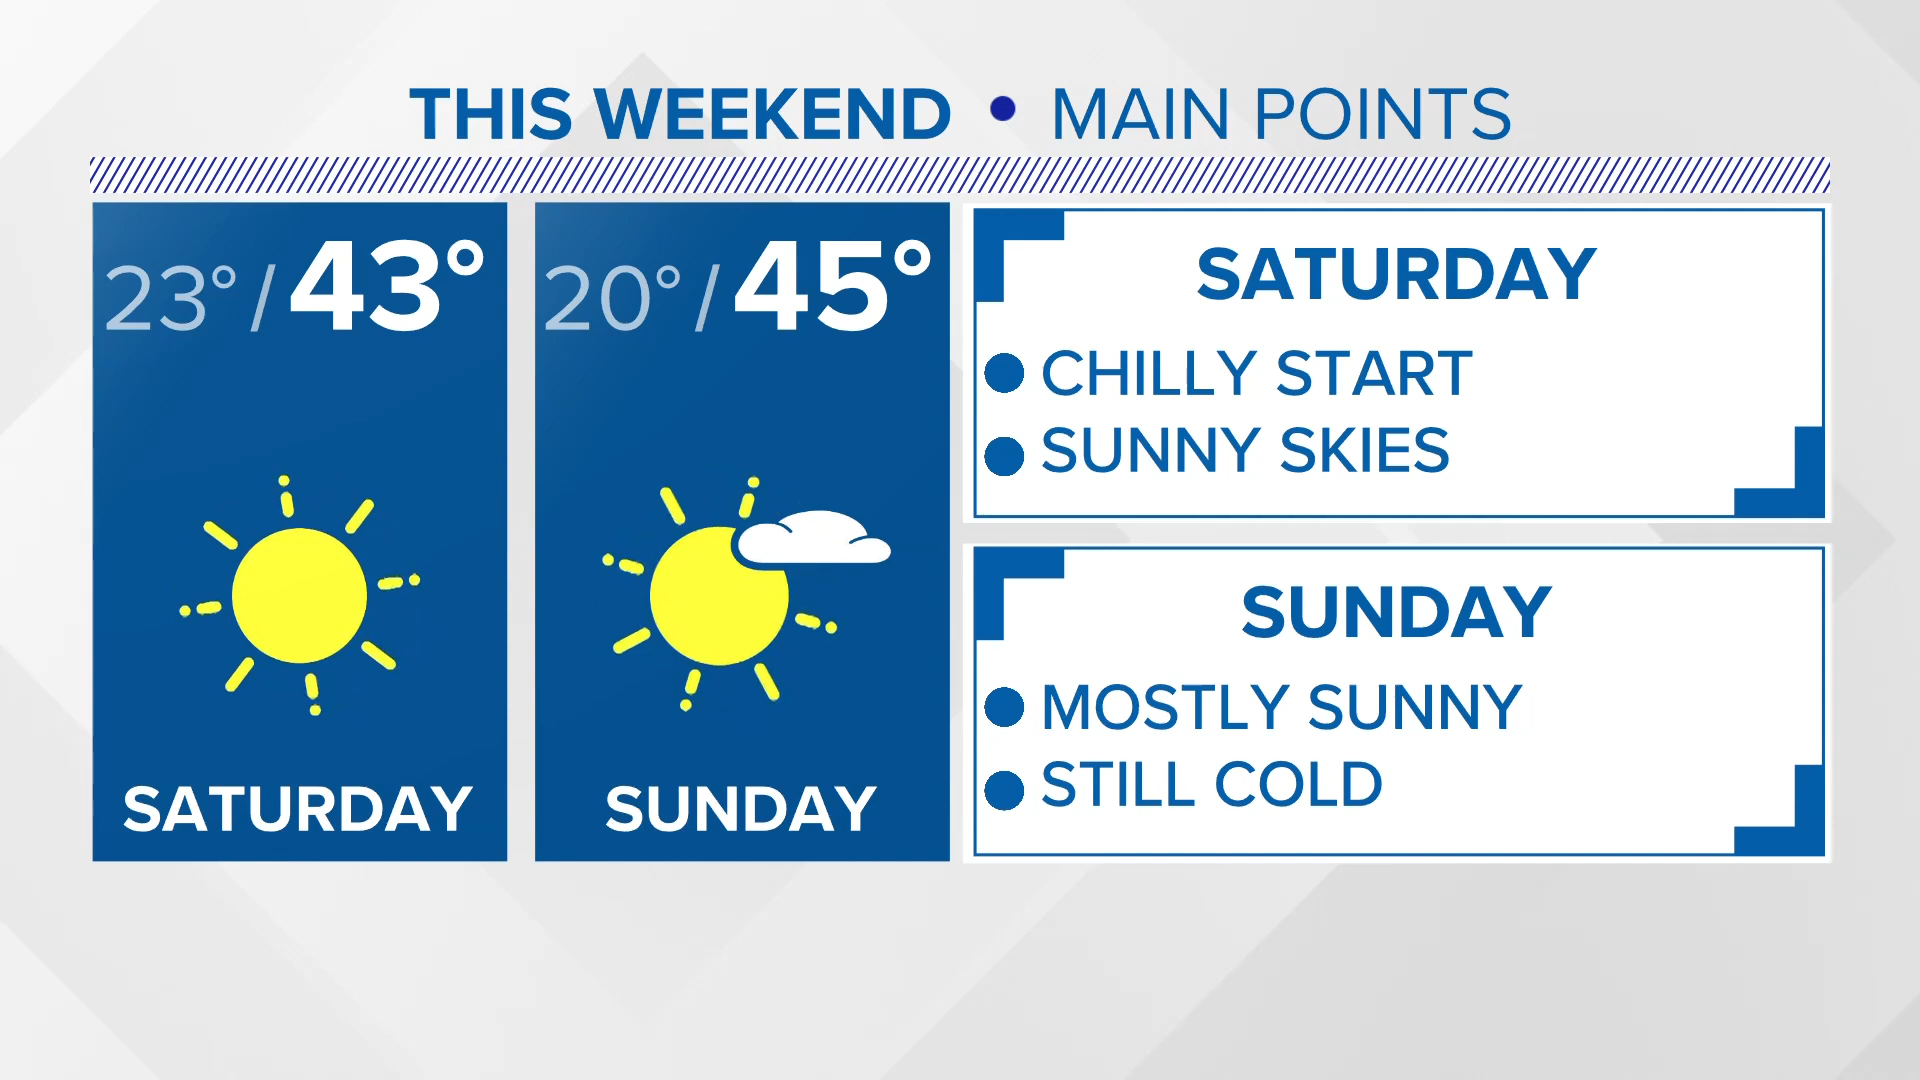 THIS WEEKEND • MAIN POINTS
23°/43°
SATURDAY
20°/45°
SUNDAY
SATURDAY
● CHILLY START
● SUNNY SKIES
SUNDAY
● MOSTLY SUNNY
● STILL COLD